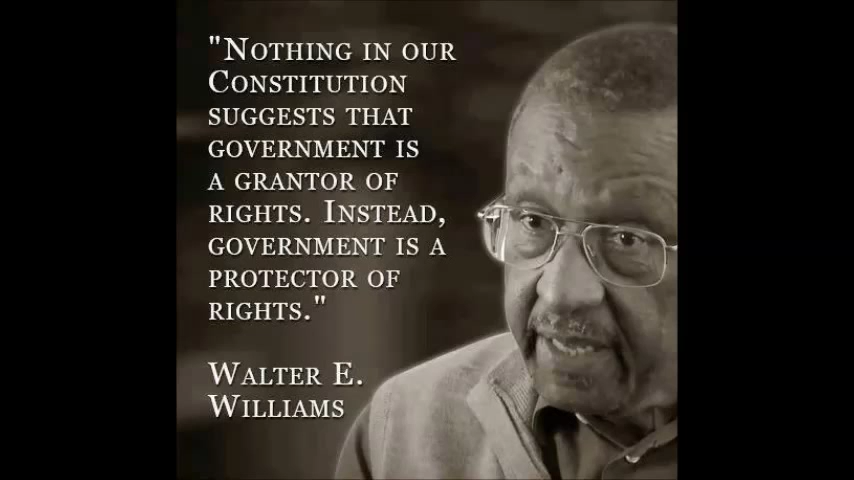 "Nothing in our
Constitution
suggests that
government is
a grantor of
rights. Instead,
government is a
protector of
rights."
Walter E.
Williams